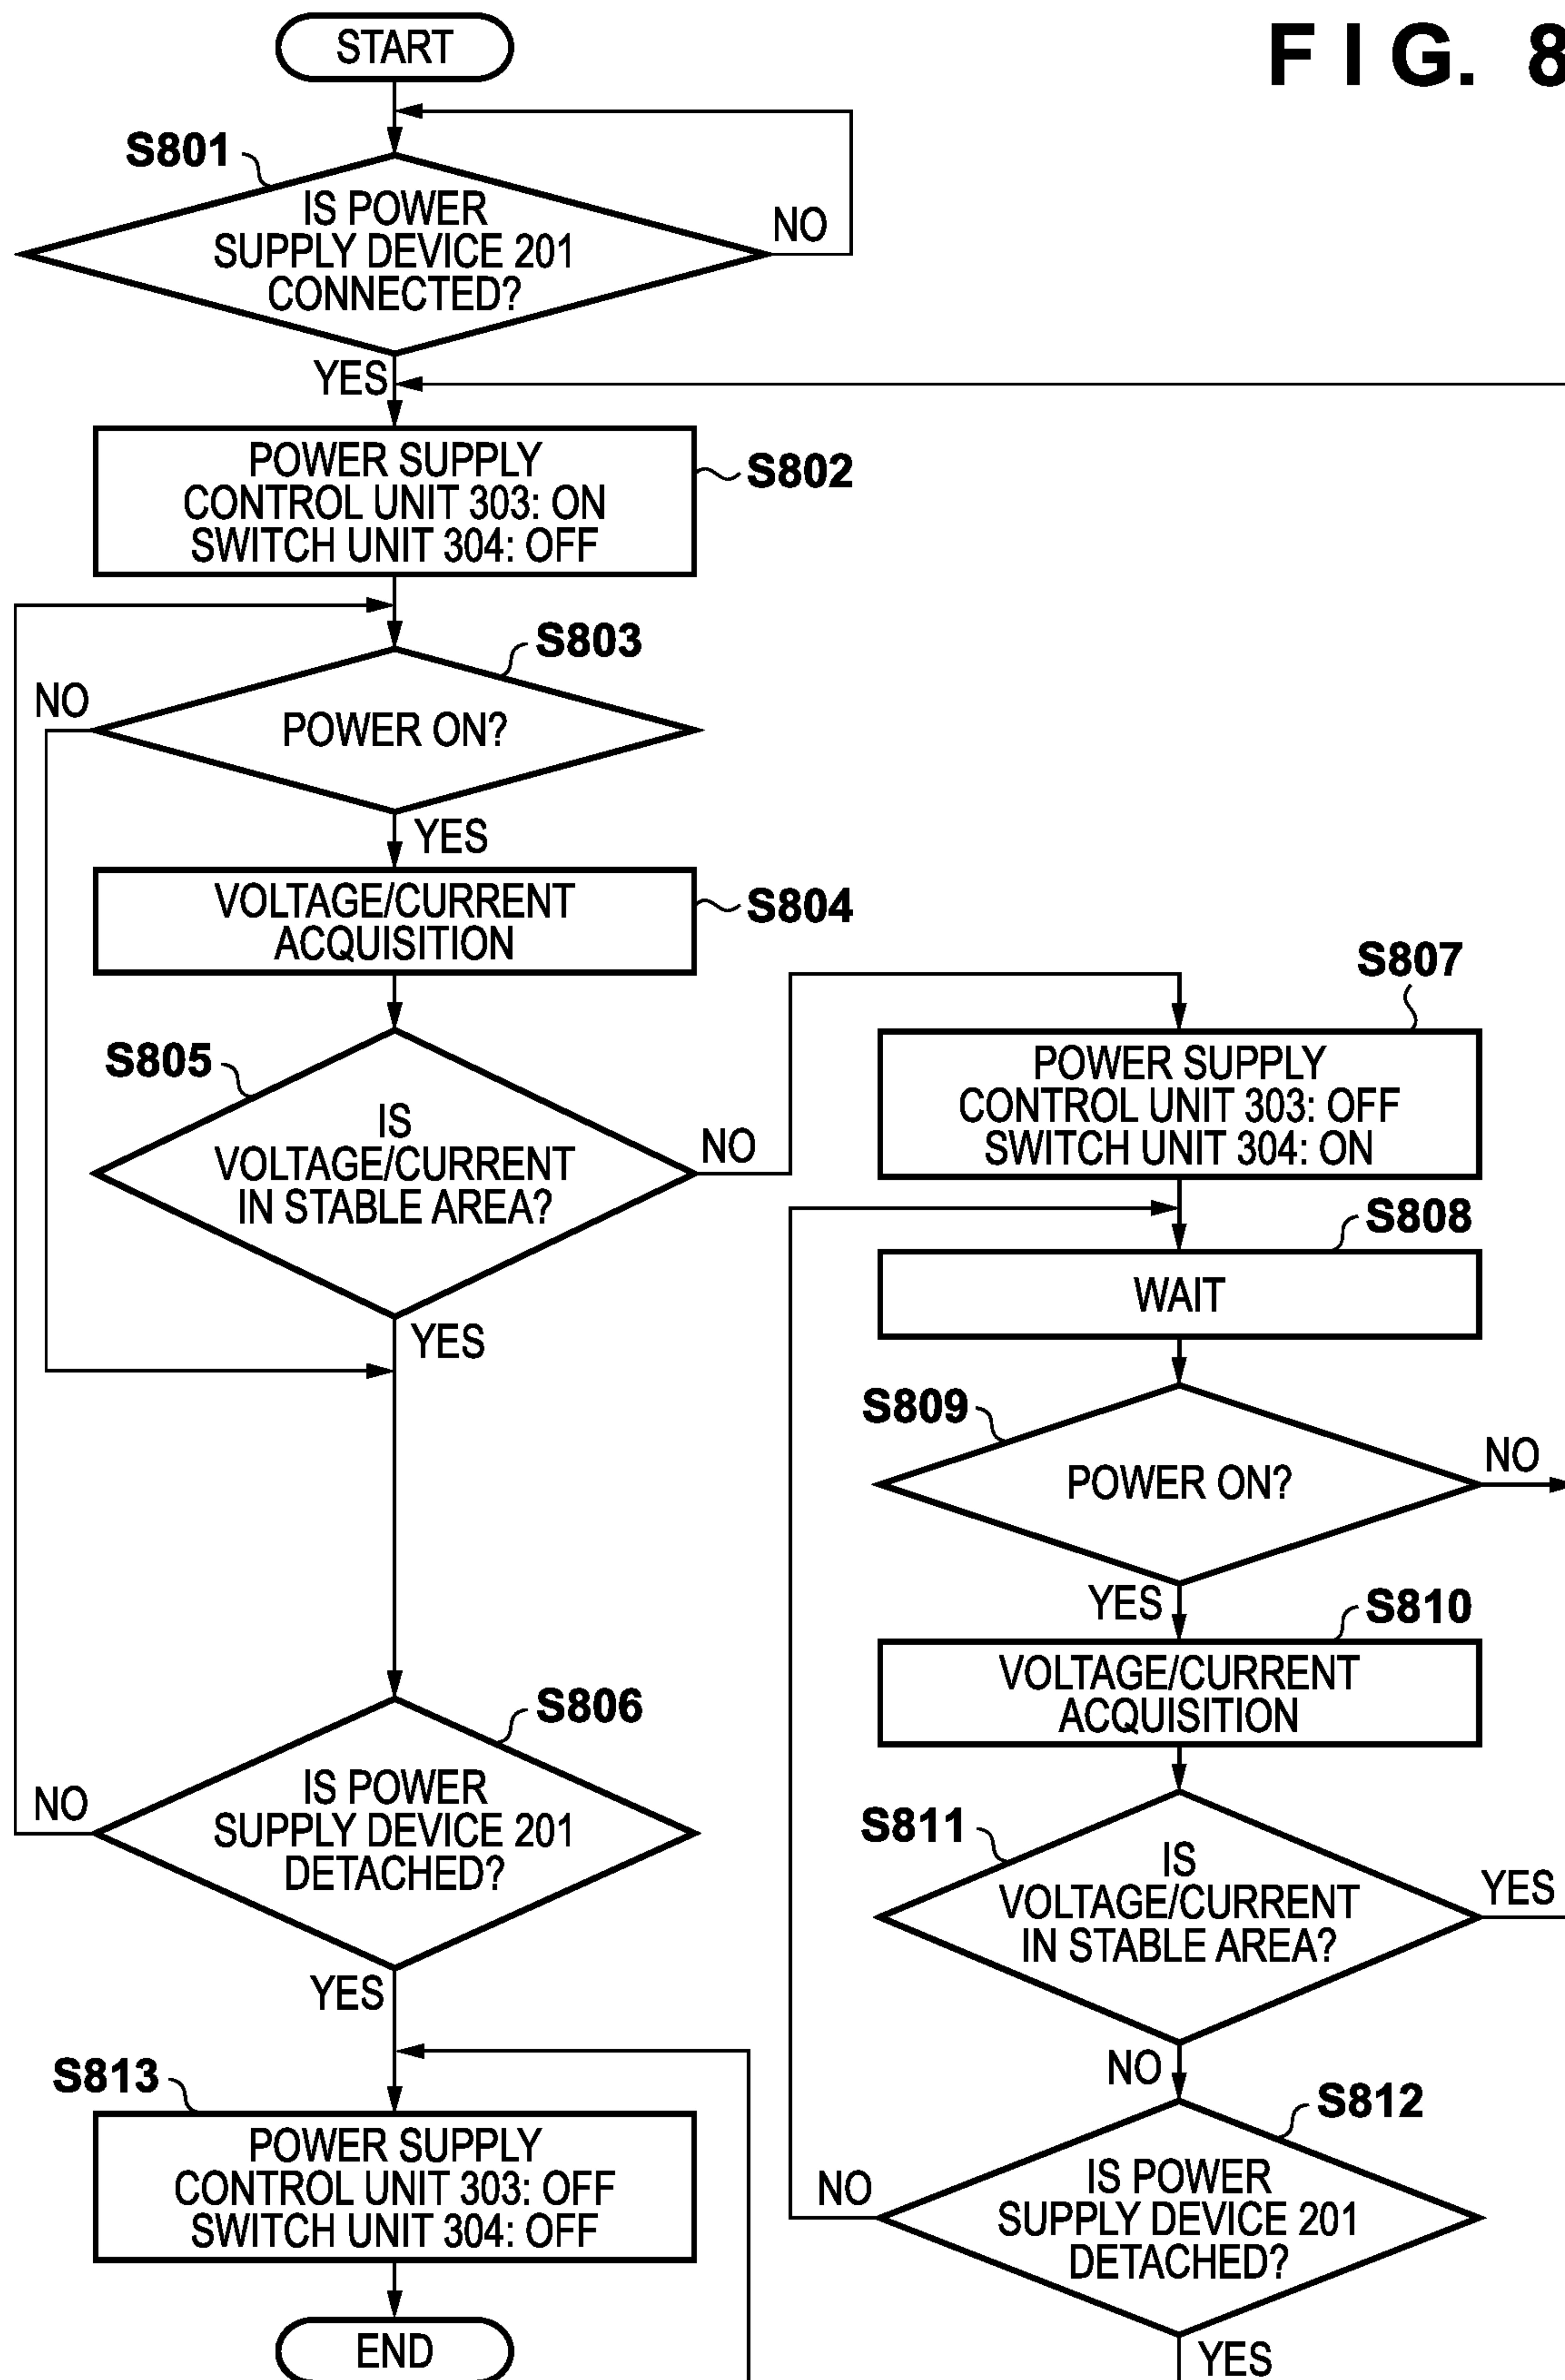 FIG. 8
START
S801
IS POWER
SUPPLY DEVICE 201
CONNECTED?
NO
YES
POWER SUPPLY
CONTROL UNIT 303: ON
SWITCH UNIT 304: OFF
S802
S803
NO
POWER ON?
YES
VOLTAGE/CURRENT
ACQUISITION
S804
S805
IS
VOLTAGE/CURRENT
IN STABLE AREA?
NO
YES
S806
IS POWER
SUPPLY DEVICE 201
DETACHED?
NO
YES
S807
POWER SUPPLY
CONTROL UNIT 303: OFF
SWITCH UNIT 304: ON
S808
WAIT
S809
POWER ON?
NO
YES
S810
VOLTAGE/CURRENT
ACQUISITION
S811
IS
VOLTAGE/CURRENT
IN STABLE AREA?
YES
NO
S812
IS POWER
SUPPLY DEVICE 201
DETACHED?
NO
YES
S813
POWER SUPPLY
CONTROL UNIT 303: OFF
SWITCH UNIT 304: OFF
END